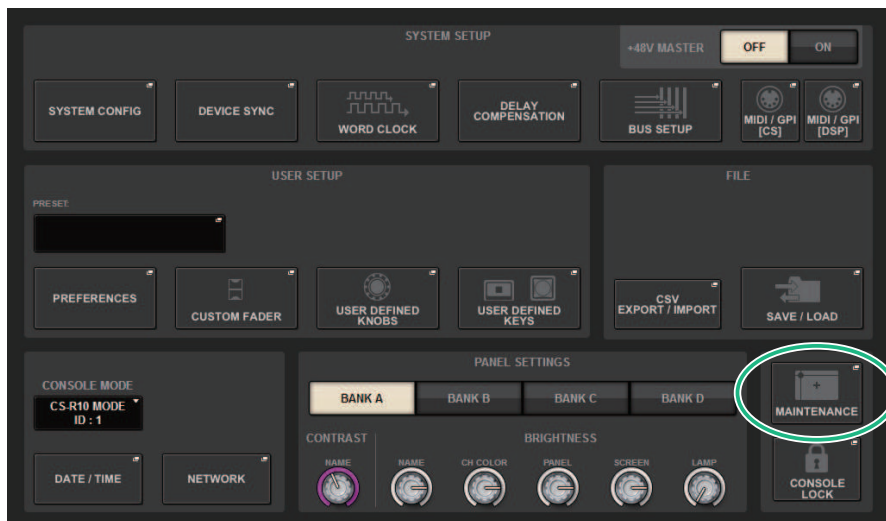 SYSTEM SETUP
+48V MASTER
OFF
ON
SYSTEM CONFIG
DEVICE SYNC
WORD CLOCK
DELAY
COMPENSATION
BUS SETUP
MIDI / GPI
[CS]
MIDI / GPI
[DSP]
USER SETUP
PRESET:
PREFERENCES
CUSTOM FADER
USER DEFINED
KNOBS
USER DEFINED
KEYS
FILE
CSV
EXPORT / IMPORT
SAVE / LOAD
CONSOLE MODE
CS-R10 MODE
ID : 1
DATE / TIME
NETWORK
PANEL SETTINGS
BANK A
BANK B
BANK C
BANK D
CONTRAST
BRIGHTNESS
NAME
NAME
CH COLOR
PANEL
SCREEN
LAMP
MAINTENANCE
CONSOLE
LOCK